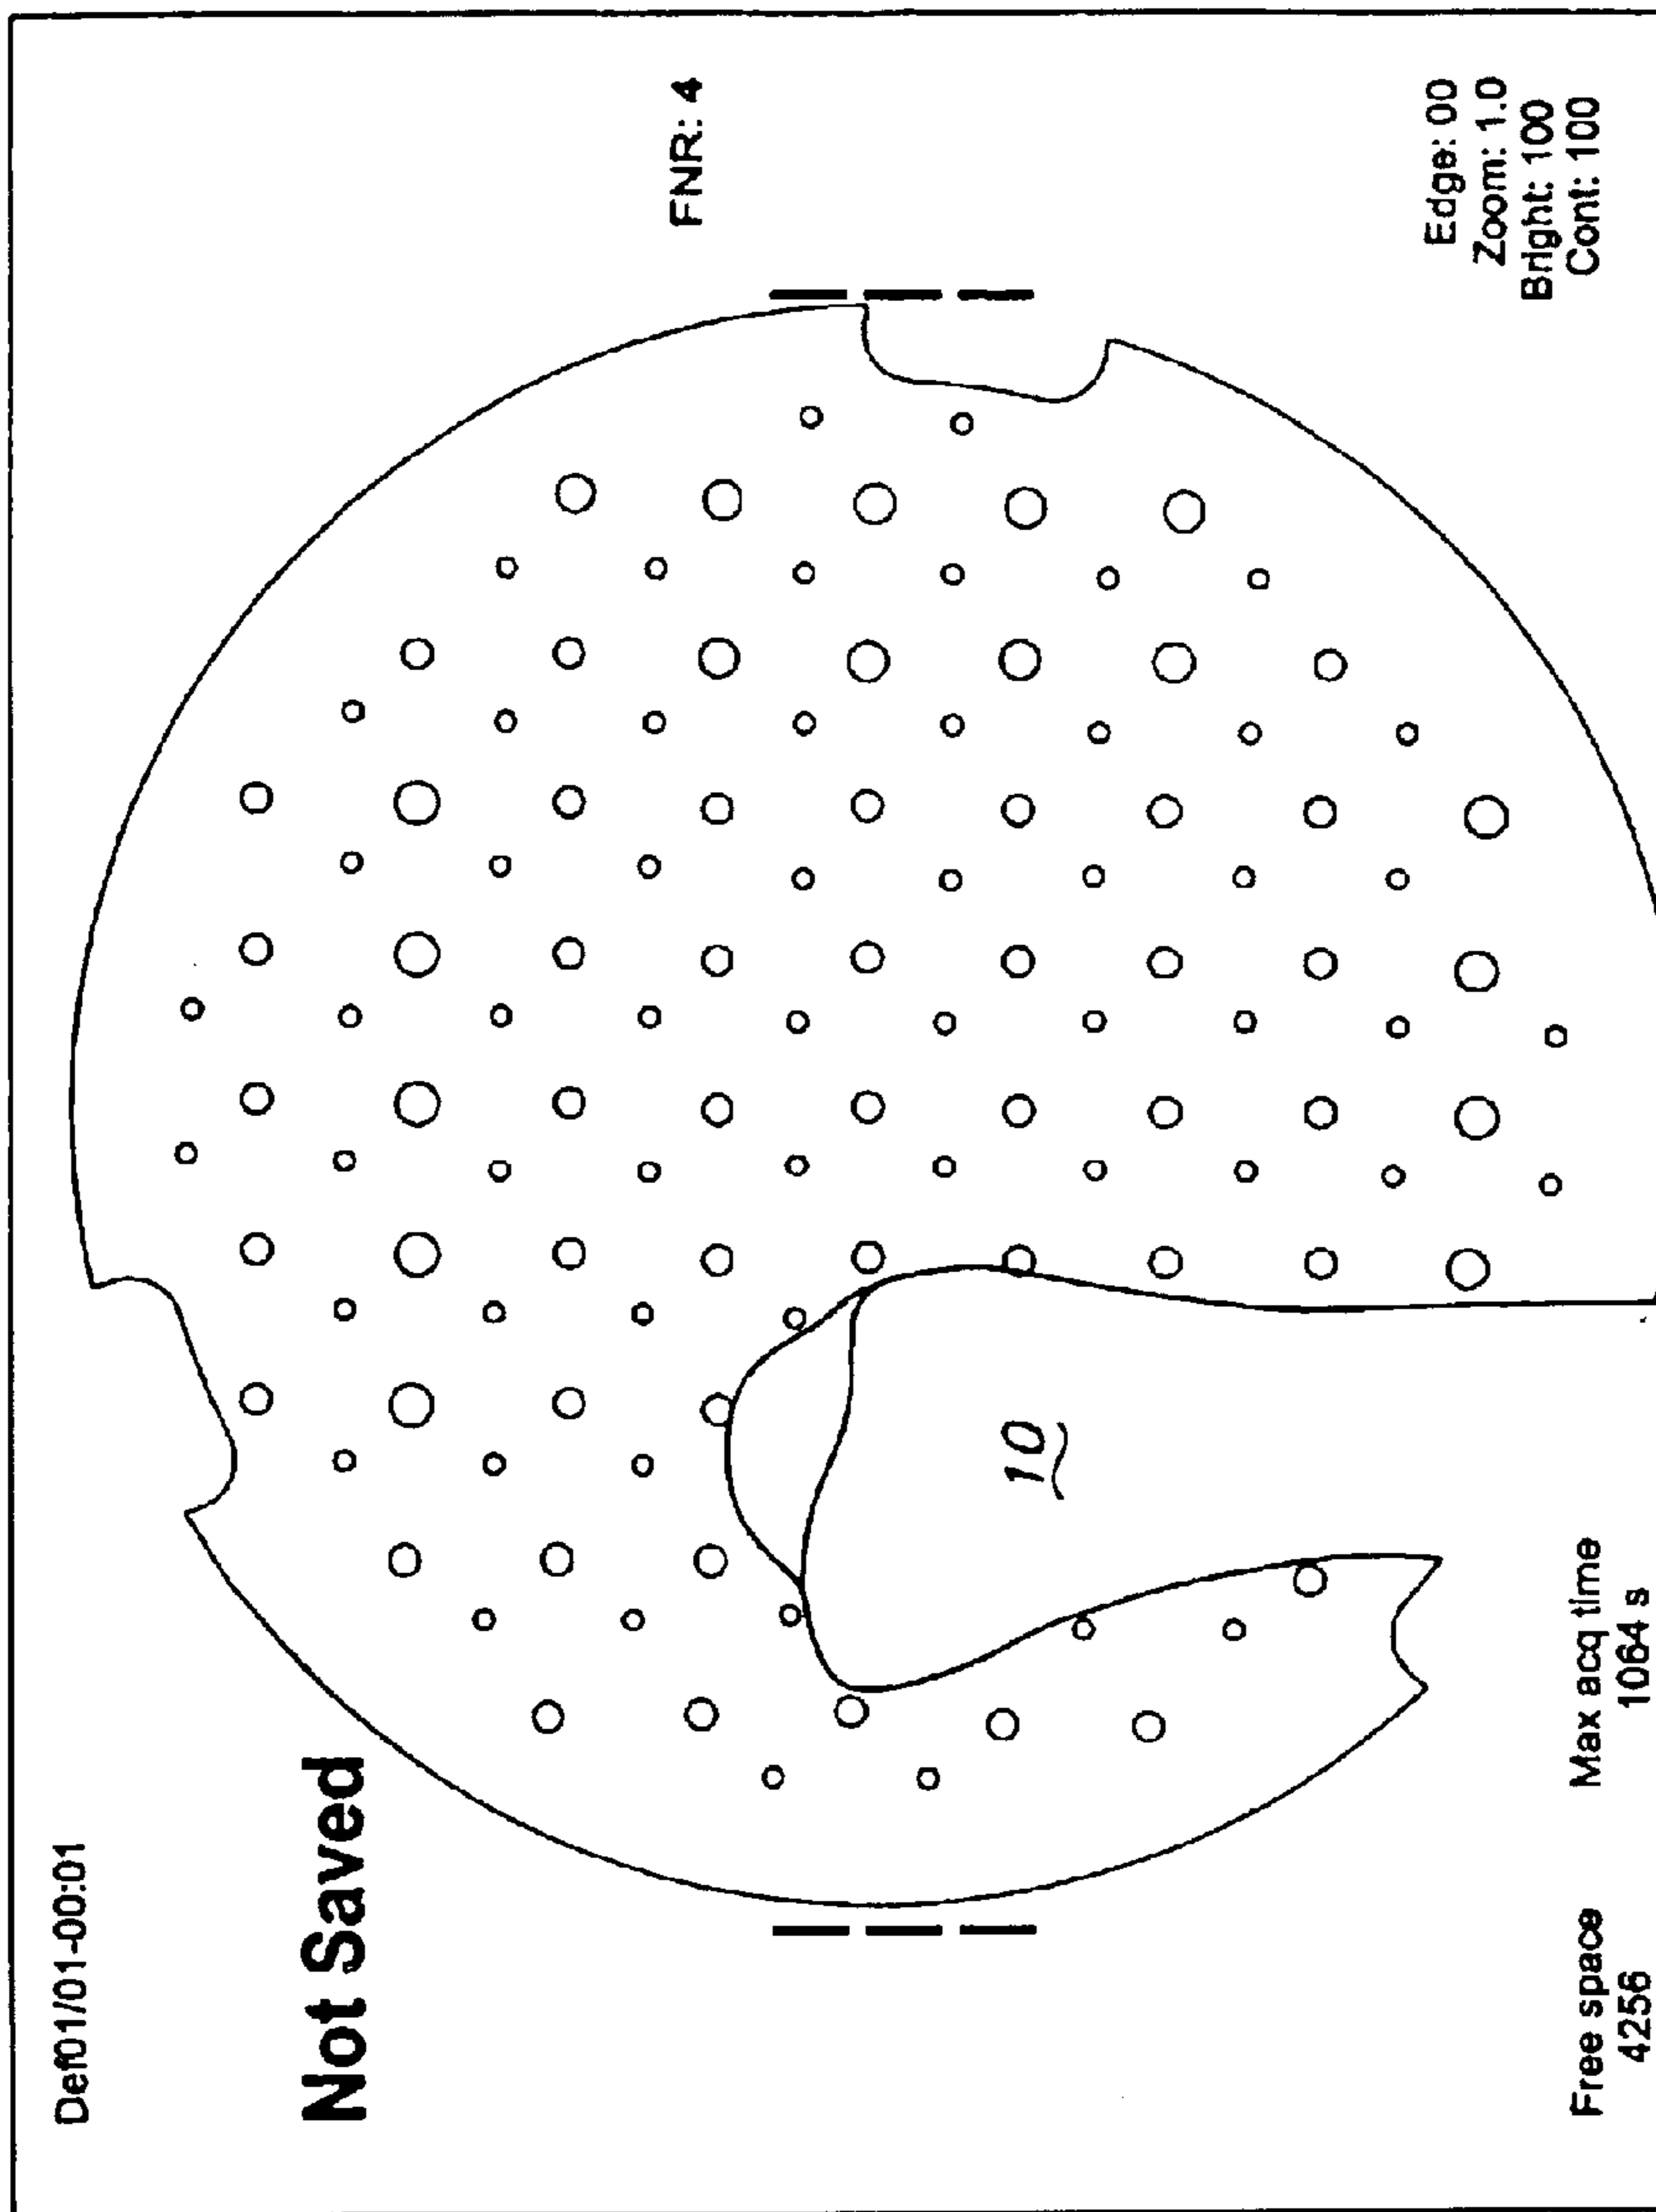 Def01/01-00:01
Not Saved
FNR: 4
10
Free space
4256
Max acq time
1064 s
Edge: 00
Zoom: 1.0
Bright: 100
Cont: 100